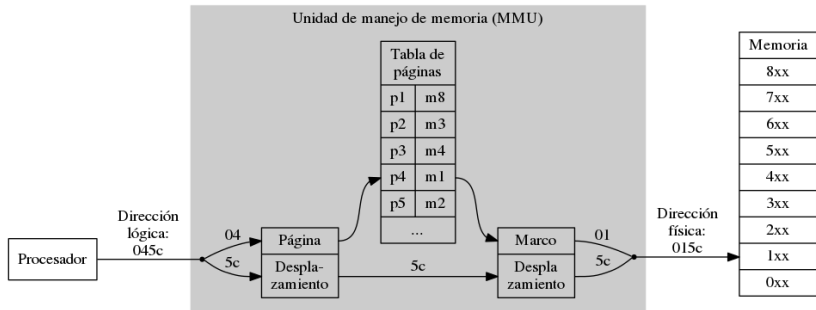 Unidad de manejo de memoria (MMU)
Tabla de
páginas
p1 m8
p2 m3
p3 m4
p4 m1
p5 m2
...
Memoria
8xx
7xx
6xx
5xx
4xx
3xx
2xx
1xx
0xx
Procesador
Dirección
lógica:
045c
04
5c
Página
Despla-
zamiento
5c
Marco
Despla
zamiento
01
5c
Dirección
física:
015c